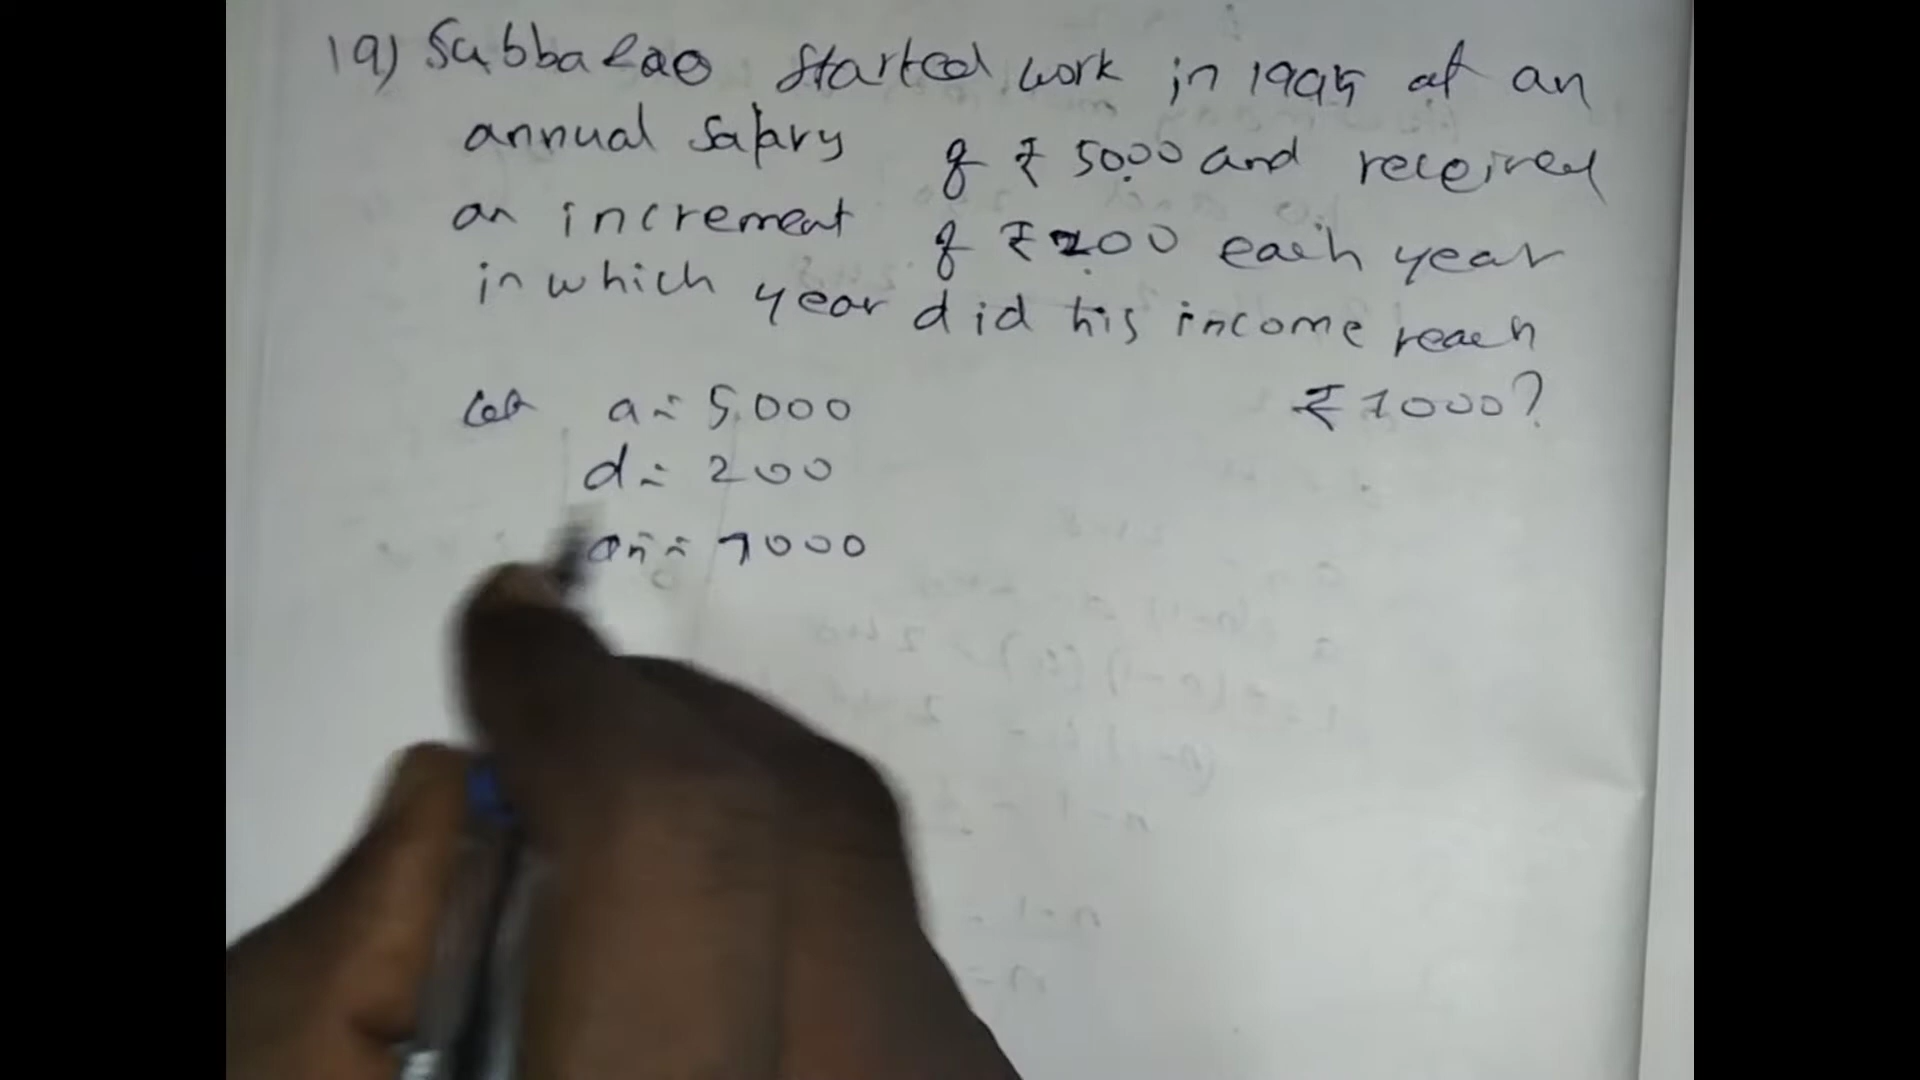 19) Subbarao started work in 1995 at an
annual salary of ₹ 5000 and received
an increment of ₹ 200 each year
in which year did his income reach
₹ 7000?
Let a = 5000
d = 200
an = 7000